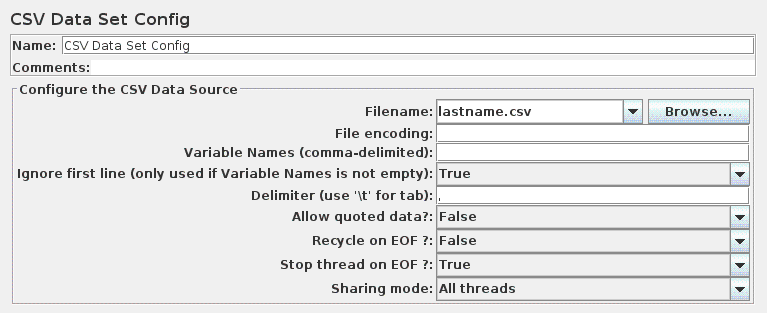 CSV Data Set Config
Name: CSV Data Set Config
Comments:
Configure the CSV Data Source
Filename: lastname.csv Browse...
File encoding:
Variable Names (comma-delimited):
Ignore first line (only used if Variable Names is not empty): True
Delimiter (use '\t' for tab): ,
Allow quoted data?: False
Recycle on EOF ?: False
Stop thread on EOF ?: True
Sharing mode: All threads